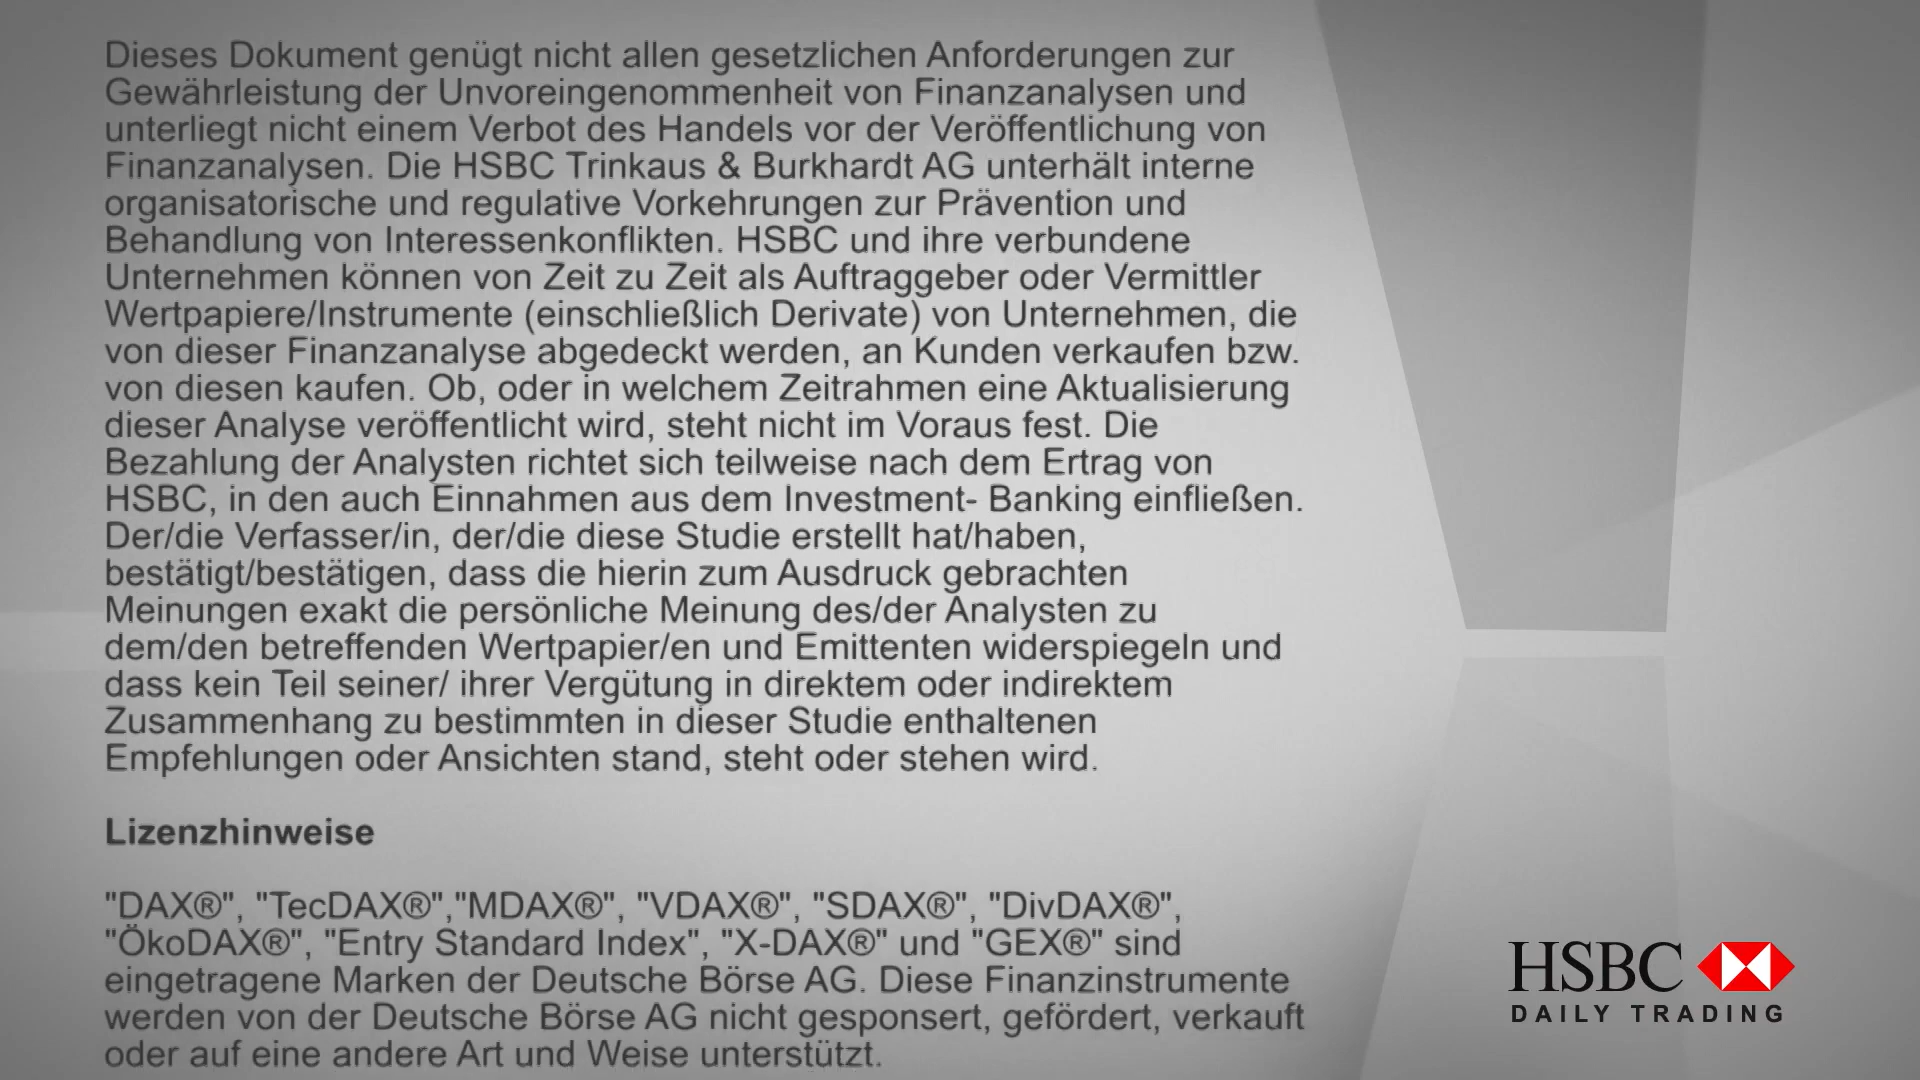 Dieses Dokument genügt nicht allen gesetzlichen Anforderungen zur
Gewährleistung der Unvoreingenommenheit von Finanzanalysen und
unterliegt nicht einem Verbot des Handels vor der Veröffentlichung von
Finanzanalysen. Die HSBC Trinkaus & Burkhardt AG unterhält interne
organisatorische und regulative Vorkehrungen zur Prävention und
Behandlung von Interessenkonflikten. HSBC und ihre verbundene
Unternehmen können von Zeit zu Zeit als Auftraggeber oder Vermittler
Wertpapiere/Instrumente (einschließlich Derivate) von Unternehmen, die
von dieser Finanzanalyse abgedeckt werden, an Kunden verkaufen bzw.
von diesen kaufen. Ob, oder in welchem Zeitrahmen eine Aktualisierung
dieser Analyse veröffentlicht wird, steht nicht im Voraus fest. Die
Bezahlung der Analysten richtet sich teilweise nach dem Ertrag von
HSBC, in den auch Einnahmen aus dem Investment- Banking einfließen.
Der/die Verfasser/in, der/die diese Studie erstellt hat/haben,
bestätigt/bestätigen, dass die hierin zum Ausdruck gebrachten
Meinungen exakt die persönliche Meinung des/der Analysten zu
dem/den betreffenden Wertpapier/en und Emittenten widerspiegeln und
dass kein Teil seiner/ ihrer Vergütung in direktem oder indirektem
Zusammenhang zu bestimmten in dieser Studie enthaltenen
Empfehlungen oder Ansichten stand, steht oder stehen wird.
Lizenzhinweise
"DAX®", "TecDAX®","MDAX®", "VDAX®", "SDAX®", "DivDAX®",
"ÖkoDAX®", "Entry Standard Index", "X-DAX®" und "GEX®" sind
eingetragene Marken der Deutsche Börse AG. Diese Finanzinstrumente
werden von der Deutsche Börse AG nicht gesponsert, gefördert, verkauft
oder auf eine andere Art und Weise unterstützt.
HSBC
DAILY TRADING